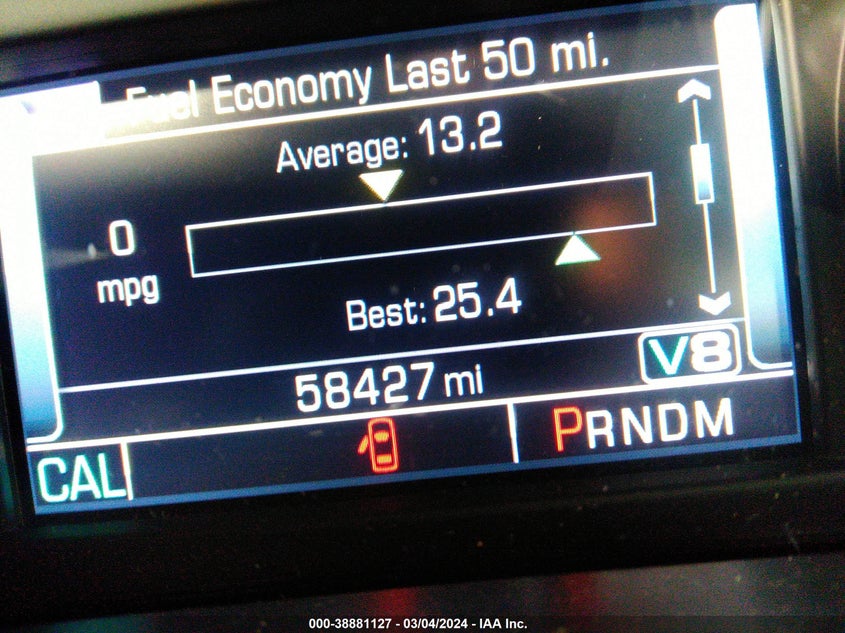 Fuel Economy Last 50 mi.
Average: 13.2
0
mpg
Best: 25.4
58427 mi
V8
CAL
PRNDM
000-38881127 - 03/04/2024 - IAA Inc.